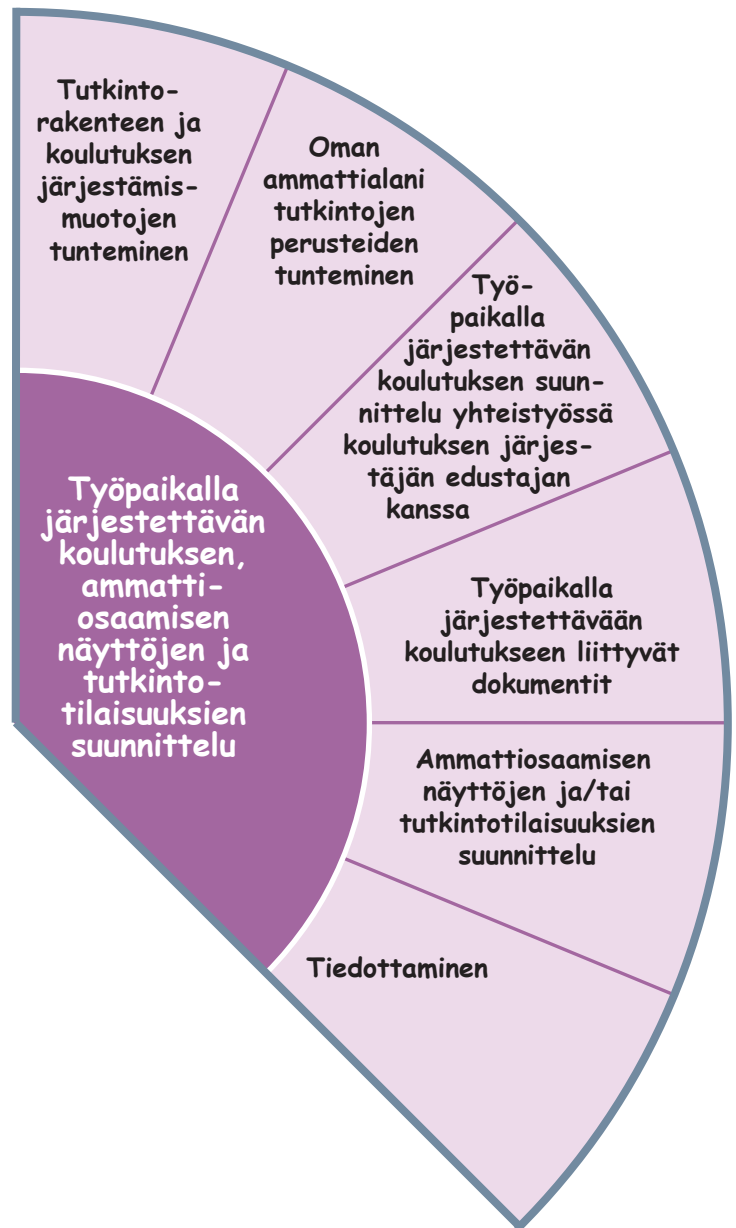 Tutkinto-
rakenteen ja
koulutuksen
järjestämis-
muotojen
tunteminen
Oman
ammattialani
tutkintojen
perusteiden
tunteminen
Työ-
paikalla
järjestettävän
koulutuksen suun-
nittelu yhteistyössä
koulutuksen järjes-
täjän edustajan
kanssa
Työpaikalla
järjestettävään
koulutukseen liittyvät
dokumentit
Ammattiosaamisen
näyttöjen ja/tai
tutkintotilaisuuksien
suunnittelu
Tiedottaminen
Työpaikalla
järjestettävän
koulutuksen,
ammatti-
osaamisen
näyttöjen ja
tutkinto-
tilaisuuksien
suunnittelu